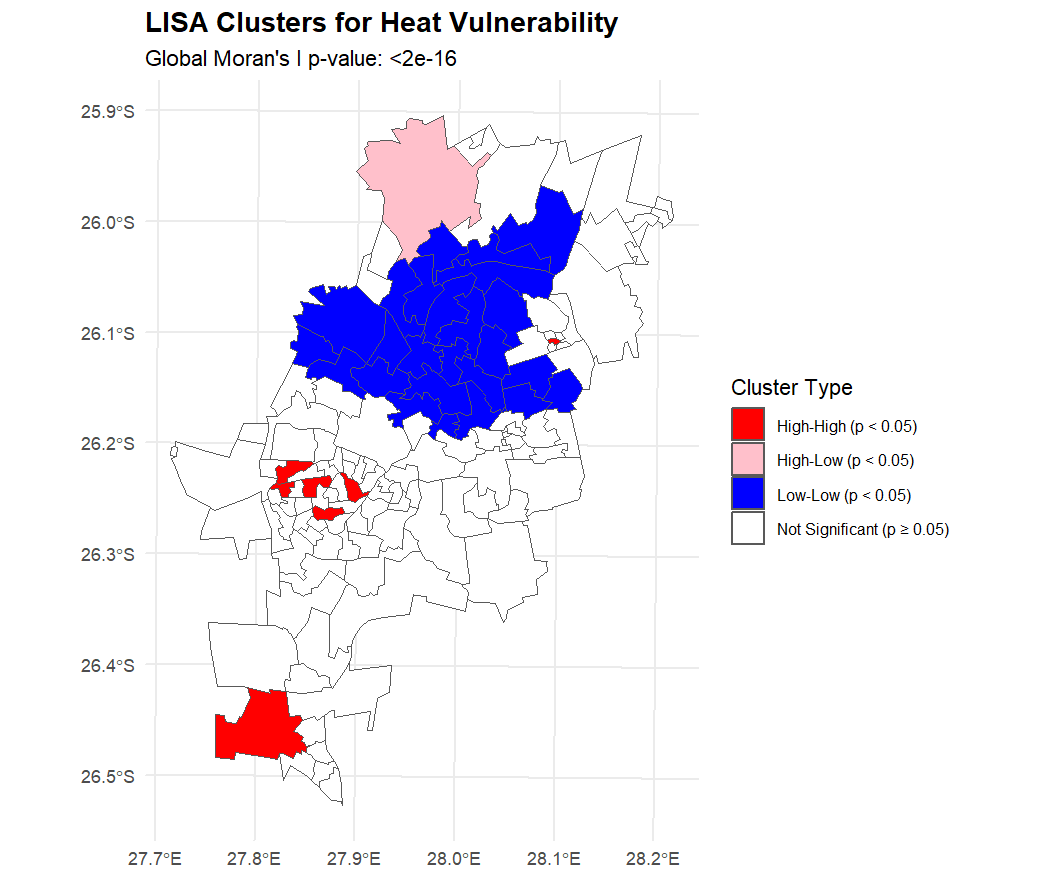 LISA Clusters for Heat Vulnerability
Global Moran's I p-value: <2e-16
25.9°S
26.0°S
26.1°S
26.2°S
26.3°S
26.4°S
26.5°S
27.7°E
27.8°E
27.9°E
28.0°E
28.1°E
28.2°E
Cluster Type
High-High (p < 0.05)
High-Low (p < 0.05)
Low-Low (p < 0.05)
Not Significant (p ≥ 0.05)